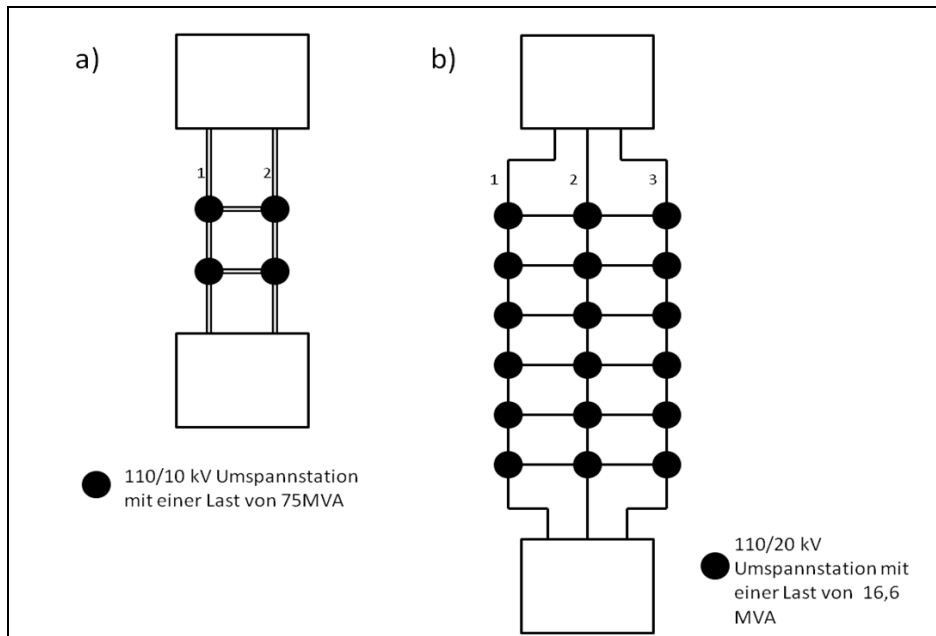 a)
1
2
110/10 kV Umspannstation
mit einer Last von 75MVA
b)
1
2
3
110/20 kV
Umspannstation mit
einer Last von 16,6
MVA